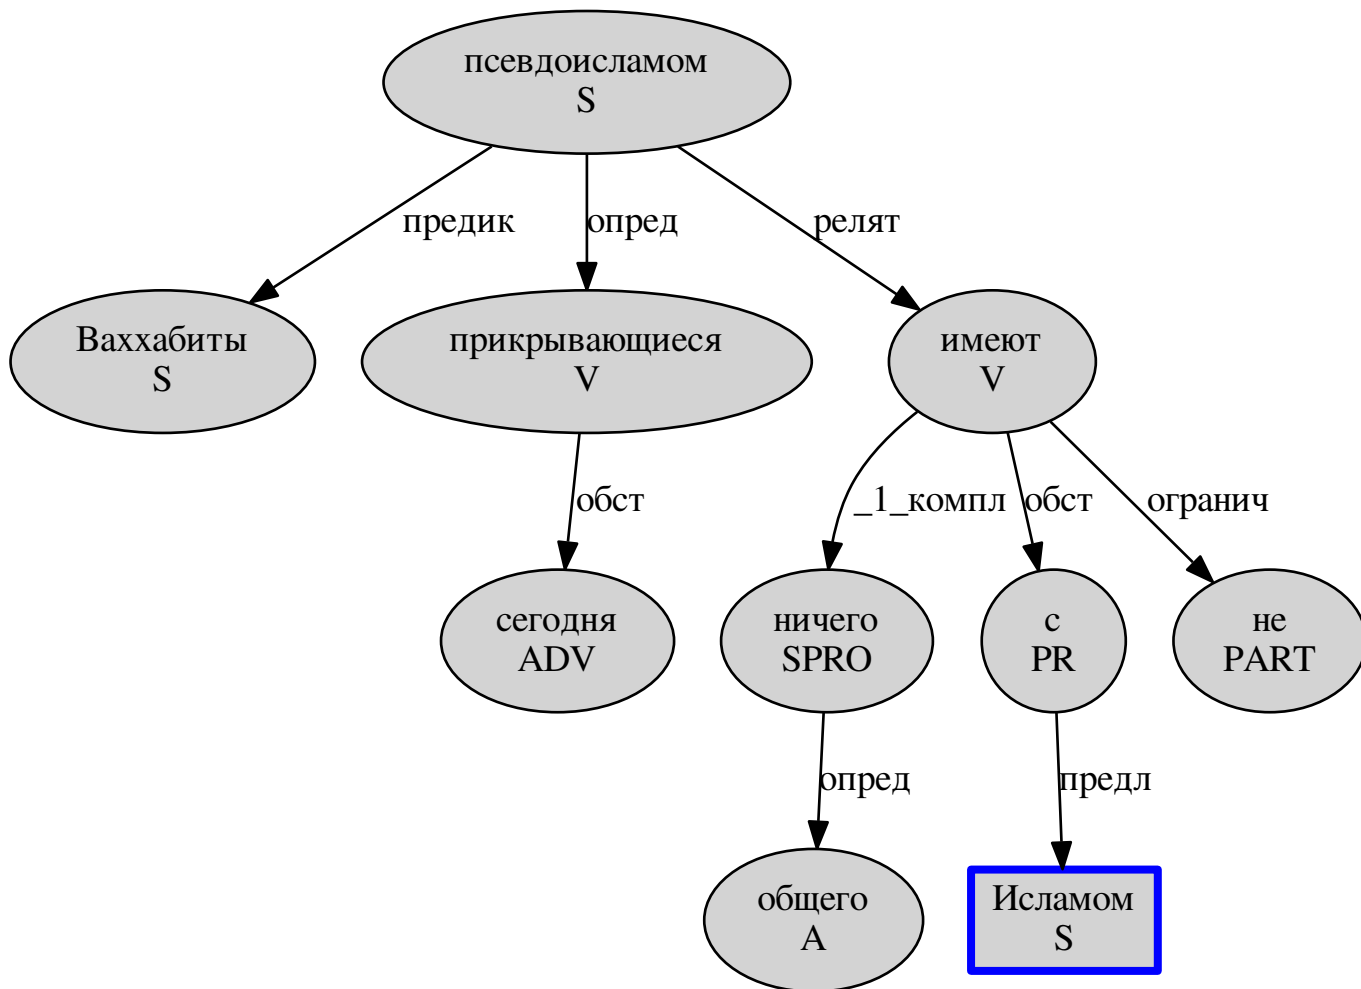 псевдоисламом
S
предик
опред
релят
Ваххабиты
S
прикрывающиеся
V
имеют
V
обст
_1_компл
обст
огранич
сегодня
ADV
ничего
SPRO
с
PR
не
PART
опред
предл
общего
A
Исламом
S